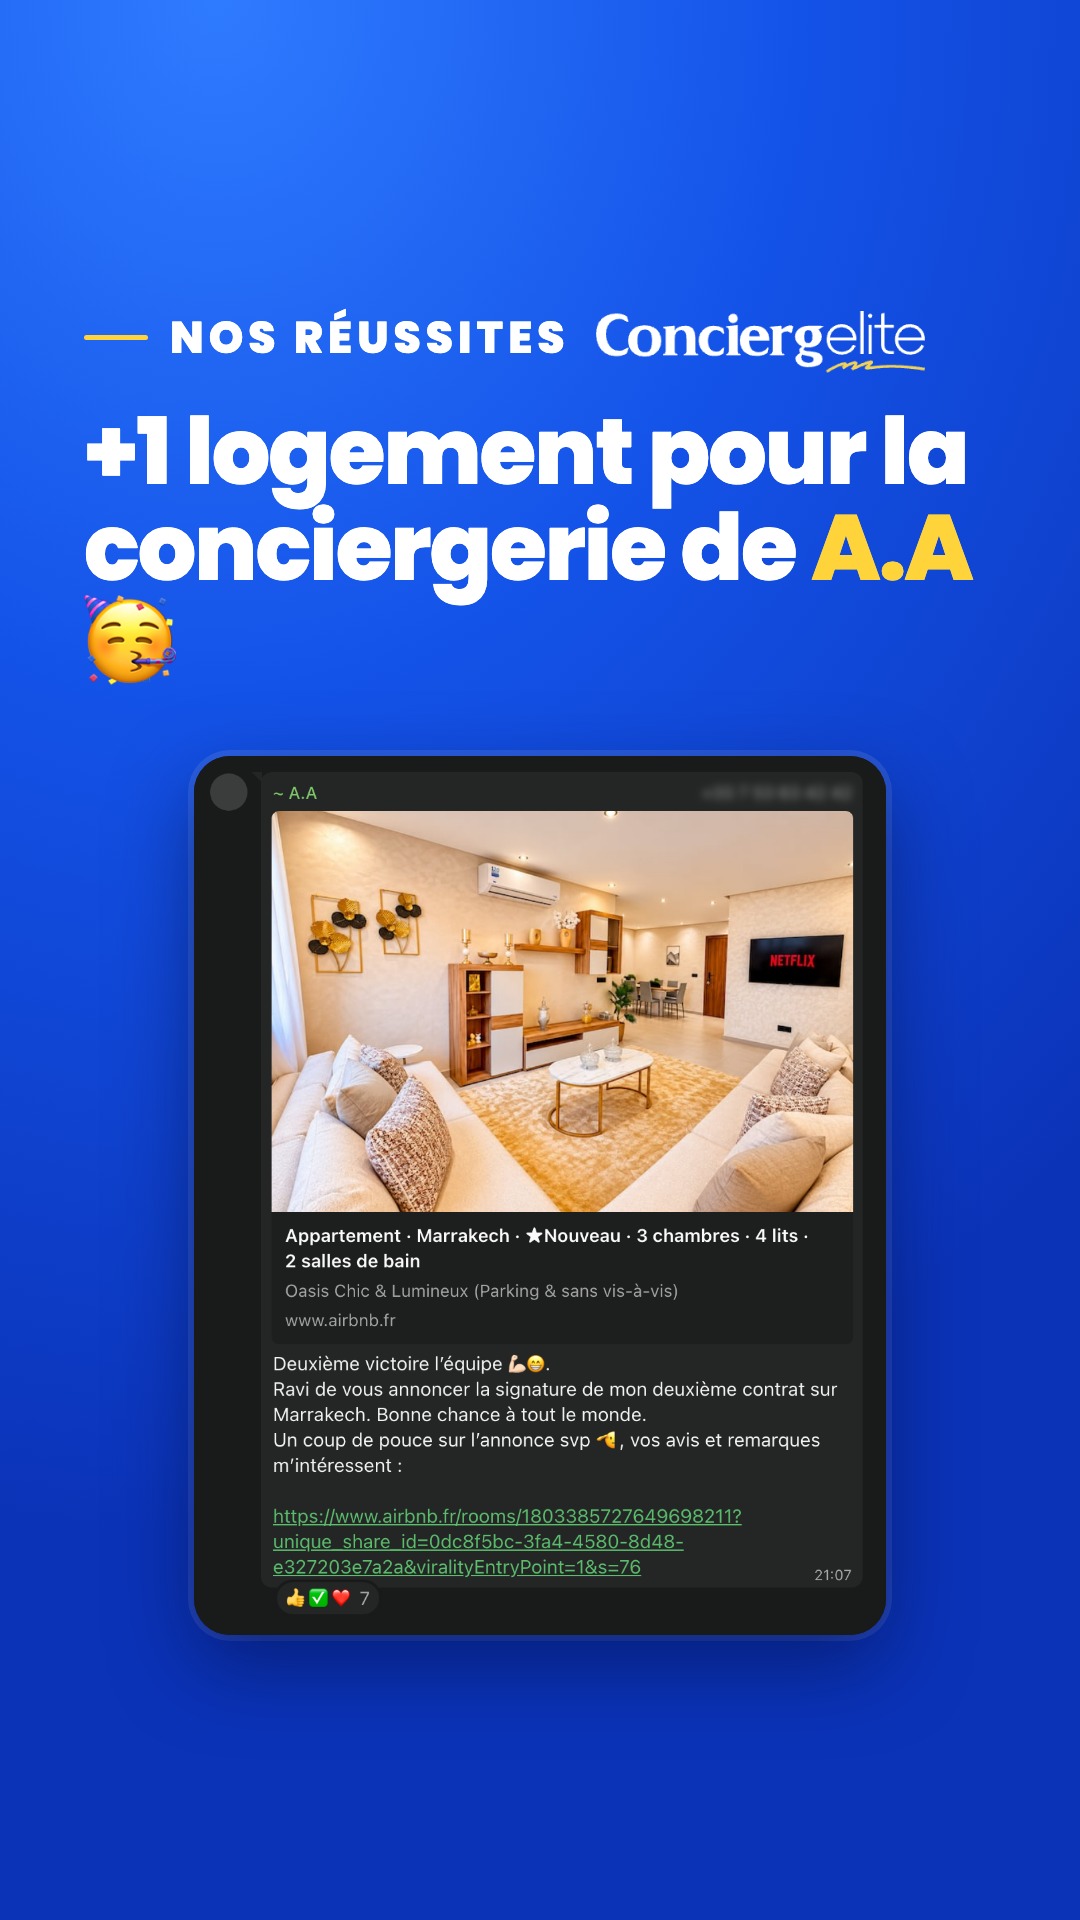 NOS RÉUSSITES Conciergelite
+1 logement pour la
conciergerie de A.A
🥳
~ A.A
NETFLIX
Appartement · Marrakech · ★Nouveau · 3 chambres · 4 lits ·
2 salles de bain
Oasis Chic & Lumineux (Parking & sans vis-à-vis)
www.airbnb.fr
Deuxième victoire l’équipe 💪🏻😁.
Ravi de vous annoncer la signature de mon deuxième contrat sur
Marrakech. Bonne chance à tout le monde.
Un coup de pouce sur l’annonce svp 🫡, vos avis et remarques
m’intéressent :
https://www.airbnb.fr/rooms/1803385727649698211?
unique_share_id=0dc8f5bc-3fa4-4580-8d48-
e327203e7a2a&viralityEntryPoint=1&s=76
21:07
👍✅❤️ 7